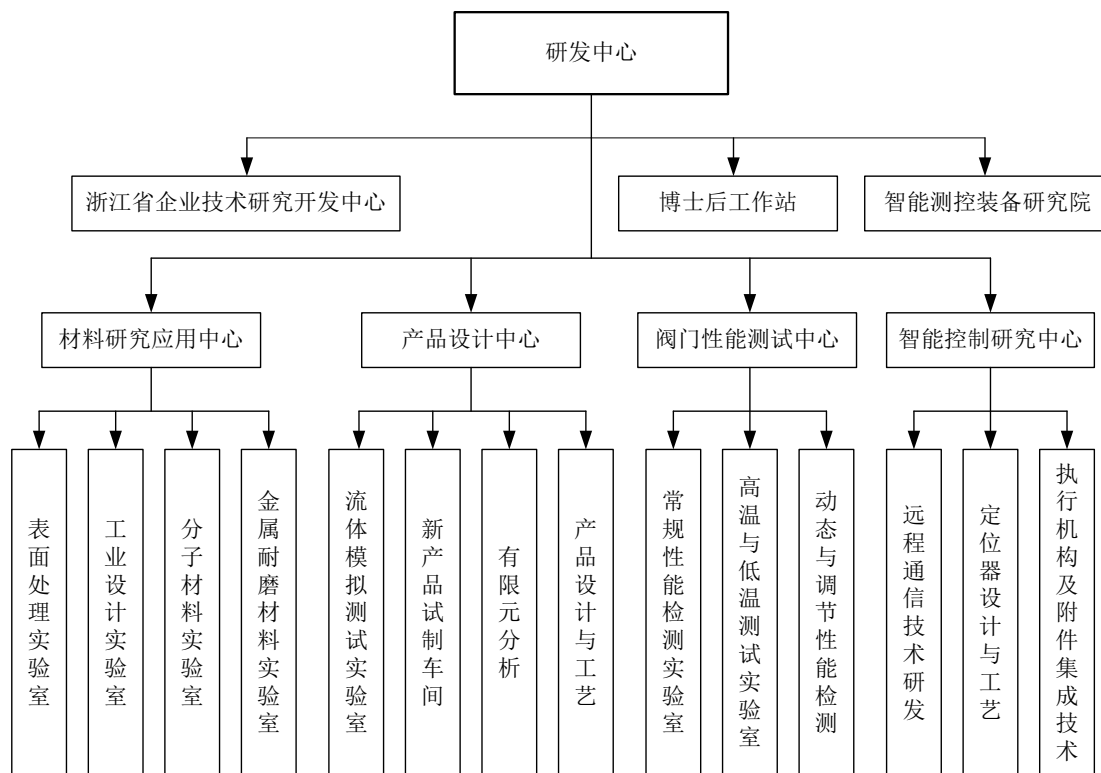 研发中心
浙江省企业技术研究开发中心
博士后工作站
智能测控装备研究院
材料研究应用中心
产品设计中心
阀门性能测试中心
智能控制研究中心
表面处理实验室
工业设计实验室
分子材料实验室
金属耐磨材料实验室
流体模拟测试实验室
新产品试制车间
有限元分析
产品设计与工艺
常规性能检测实验室
高温与低温测试实验室
动态与调节性能检测
远程通信技术研发
定位器设计与工艺
执行机构及附件集成技术